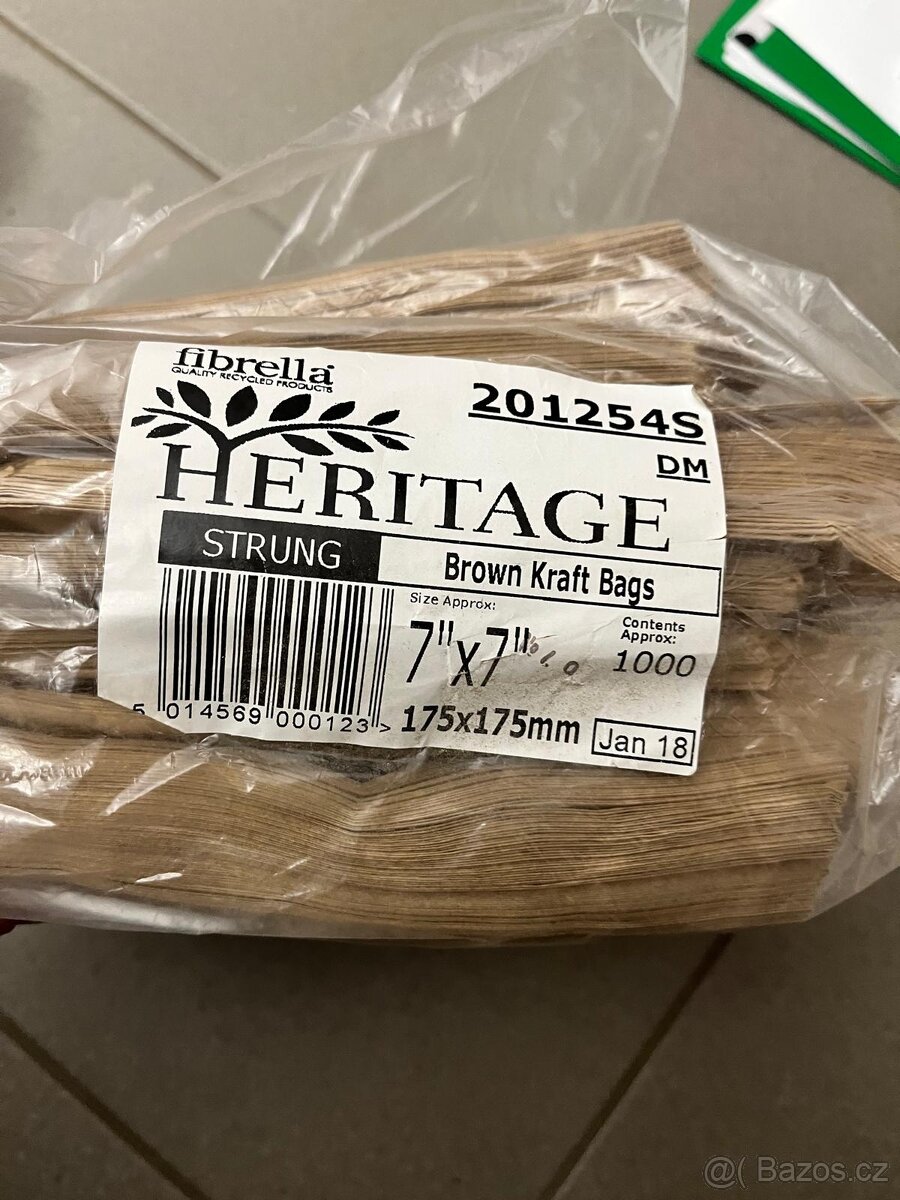 fibrella
QUALITY RECYCLED PRODUCTS
201254S
DM
HERITAGE
STRUNG
Brown Kraft Bags
Size Approx:
7"x7"
Contents
Approx:
1000
5 014569 000123 >
175x175mm
Jan 18
@( Bazos.cz